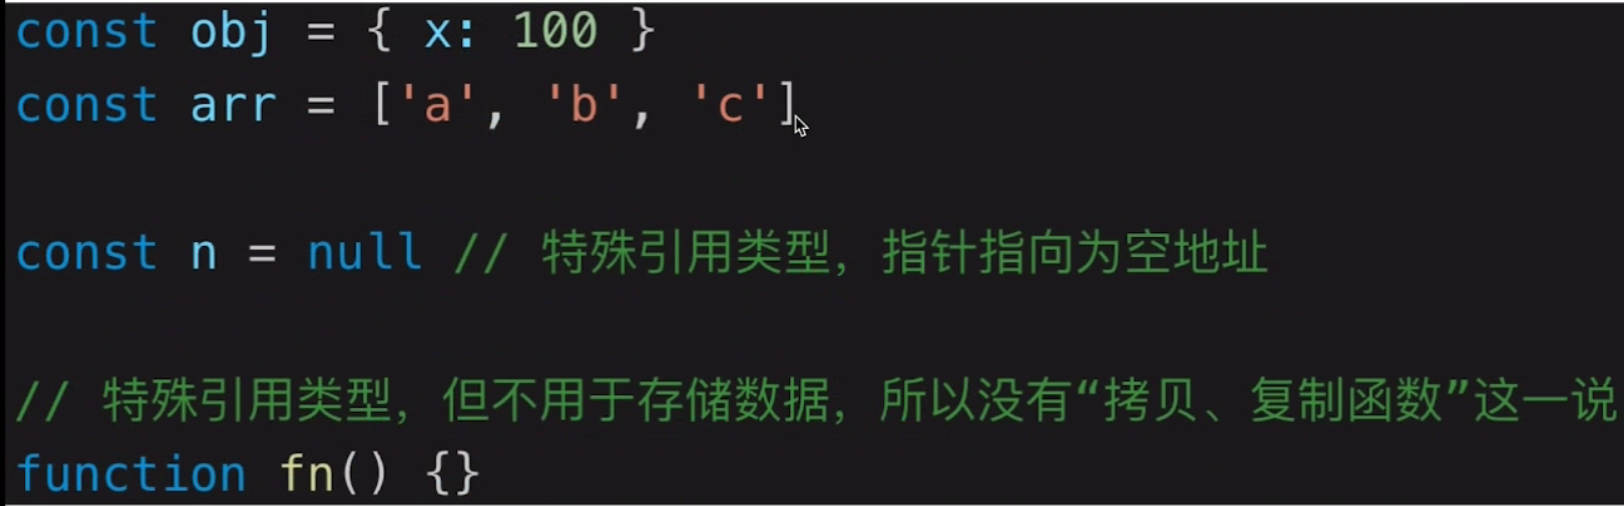 const obj = { x: 100 }
const arr = ['a', 'b', 'c']
const n = null // 特殊引用类型，指针指向为空地址
// 特殊引用类型，但不用于存储数据，所以没有“拷贝、复制函数”这一说
function fn() {}